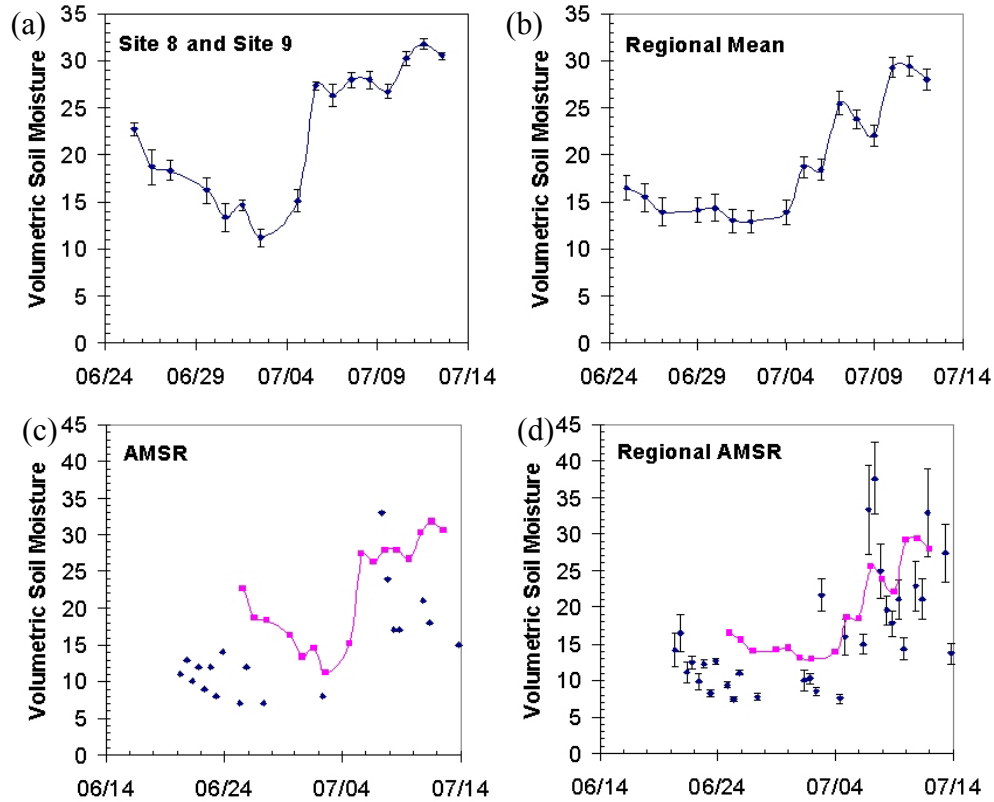 (a)
Site 8 and Site 9
Volumetric Soil Moisture
35
30
25
20
15
10
5
0
06/24 06/29 07/04 07/09 07/14
(b)
Regional Mean
Volumetric Soil Moisture
35
30
25
20
15
10
5
0
06/24 06/29 07/04 07/09 07/14
(c)
AMSR
Volumetric Soil Moisture
45
40
35
30
25
20
15
10
5
0
06/14 06/24 07/04 07/14
(d)
Regional AMSR
Volumetric Soil Moisture
45
40
35
30
25
20
15
10
5
0
06/14 06/24 07/04 07/14